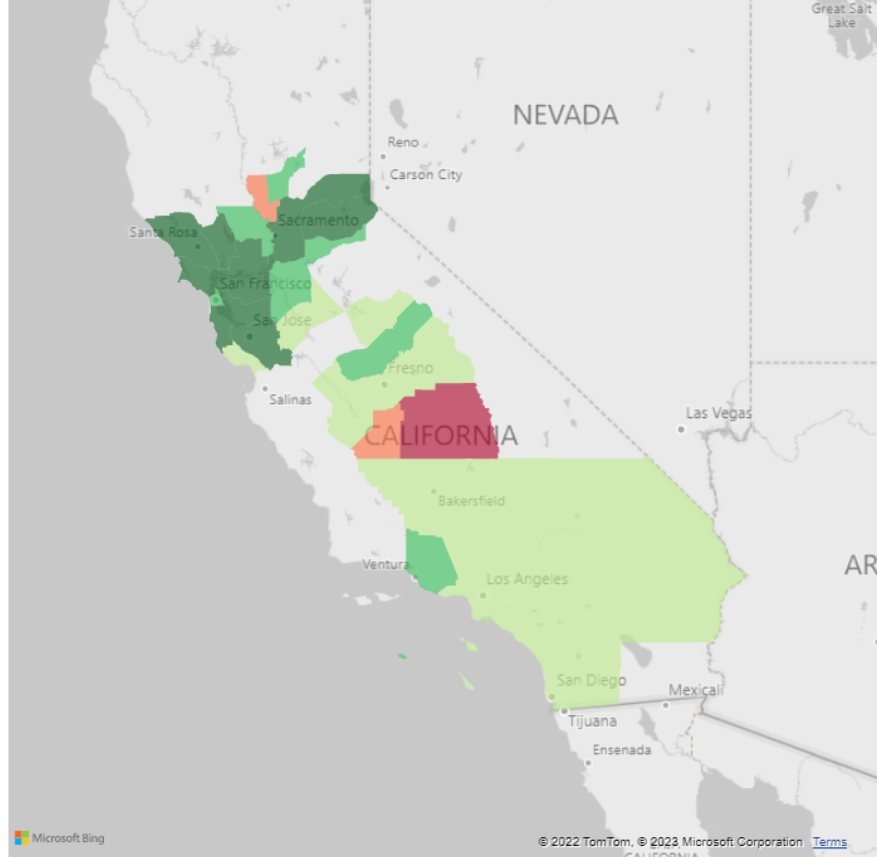 Great Salt
Lake
NEVADA
Reno
Carson City
Sacramento
Santa Rosa
San Francisco
San Jose
Fresno
Salinas
Las Vegas
CALIFORNIA
Bakersfield
Ventura
Los Angeles
AR
San Diego
Mexicali
Tijuana
Ensenada
Microsoft Bing
© 2022 TomTom, © 2023 Microsoft Corporation Terms
CALIFORNIA